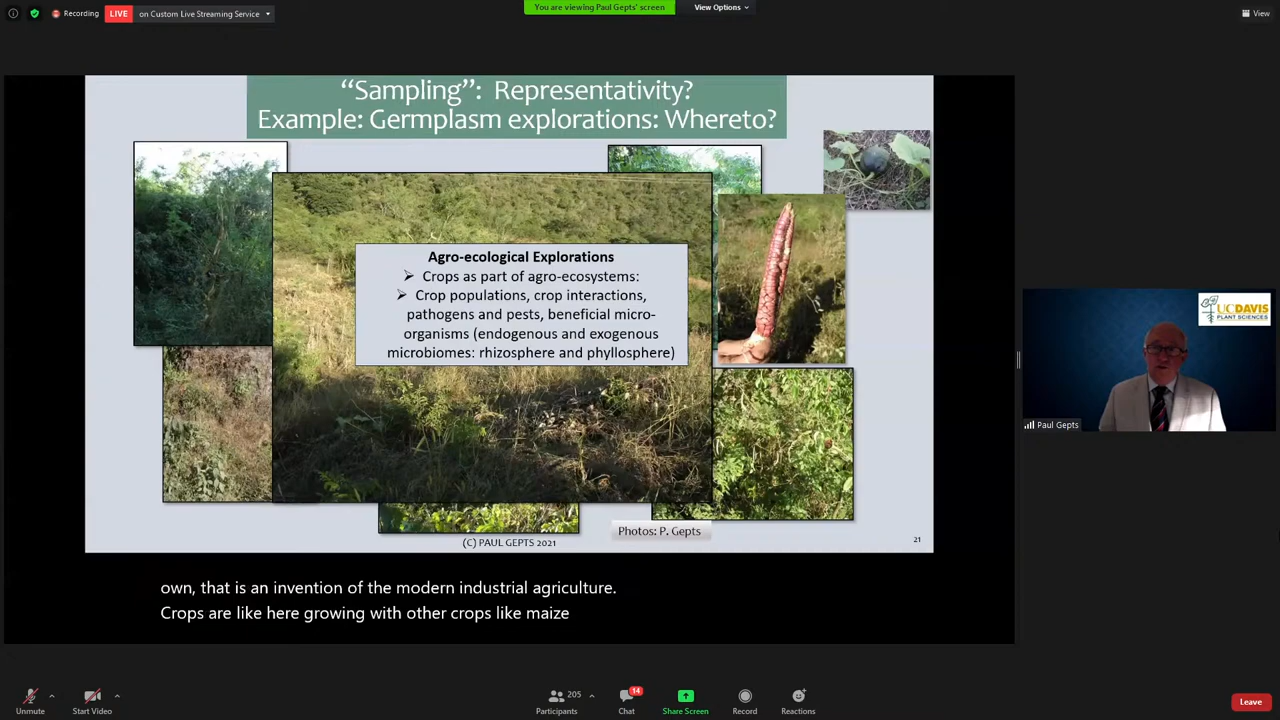 Recording
LIVE
on Custom Live Streaming Service
You are viewing Paul Gepts' screen
View Options
View
“Sampling”: Representativity?
Example: Germplasm explorations: Whereto?
Agro-ecological Explorations
➢ Crops as part of agro-ecosystems:
➢ Crop populations, crop interactions,
pathogens and pests, beneficial micro-
organisms (endogenous and exogenous
microbiomes: rhizosphere and phyllosphere)
Photos: P. Gepts
(C) PAUL GEPTS 2021
21
UCDAVIS
PLANT SCIENCES
Paul Gepts
own, that is an invention of the modern industrial agriculture.
Crops are like here growing with other crops like maize
Unmute
Start Video
205
Participants
14
Chat
Share Screen
Record
Reactions
Leave